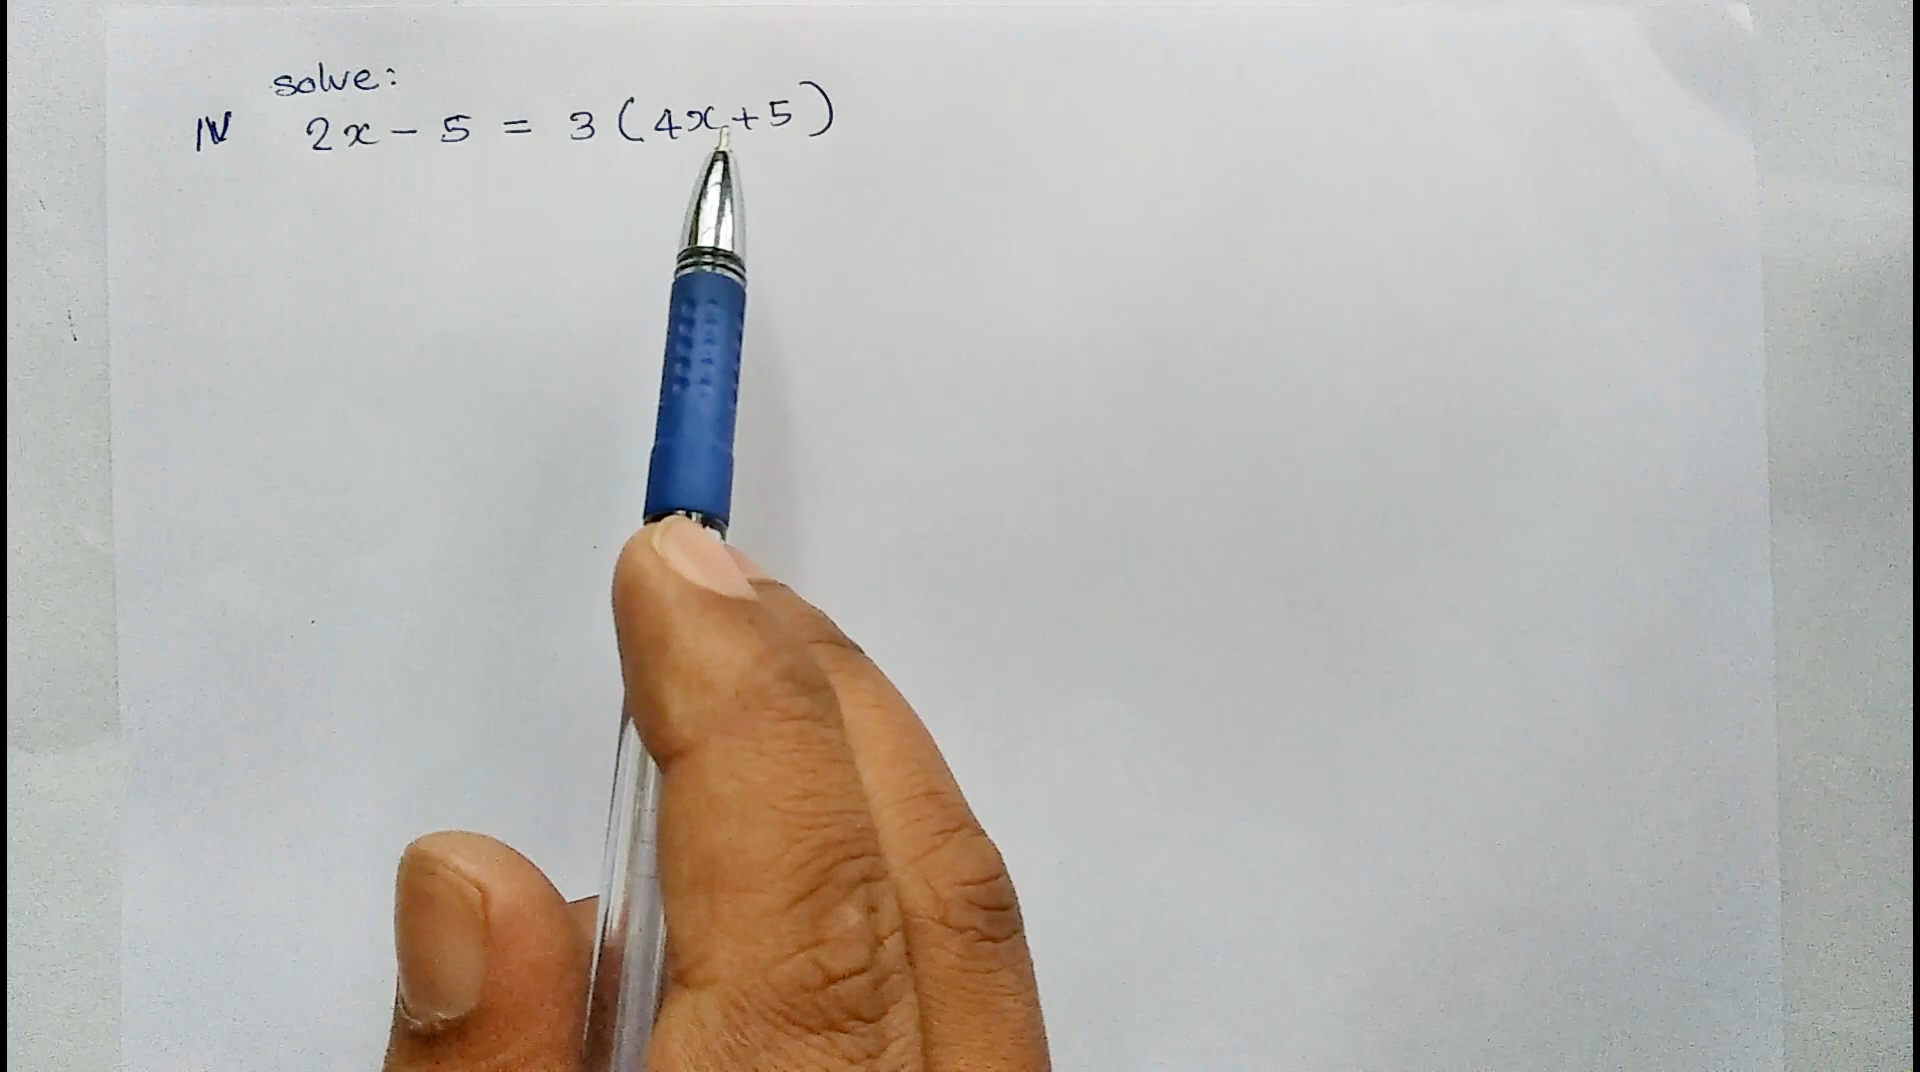 solve:
IV 2x - 5 = 3 (4x+5)